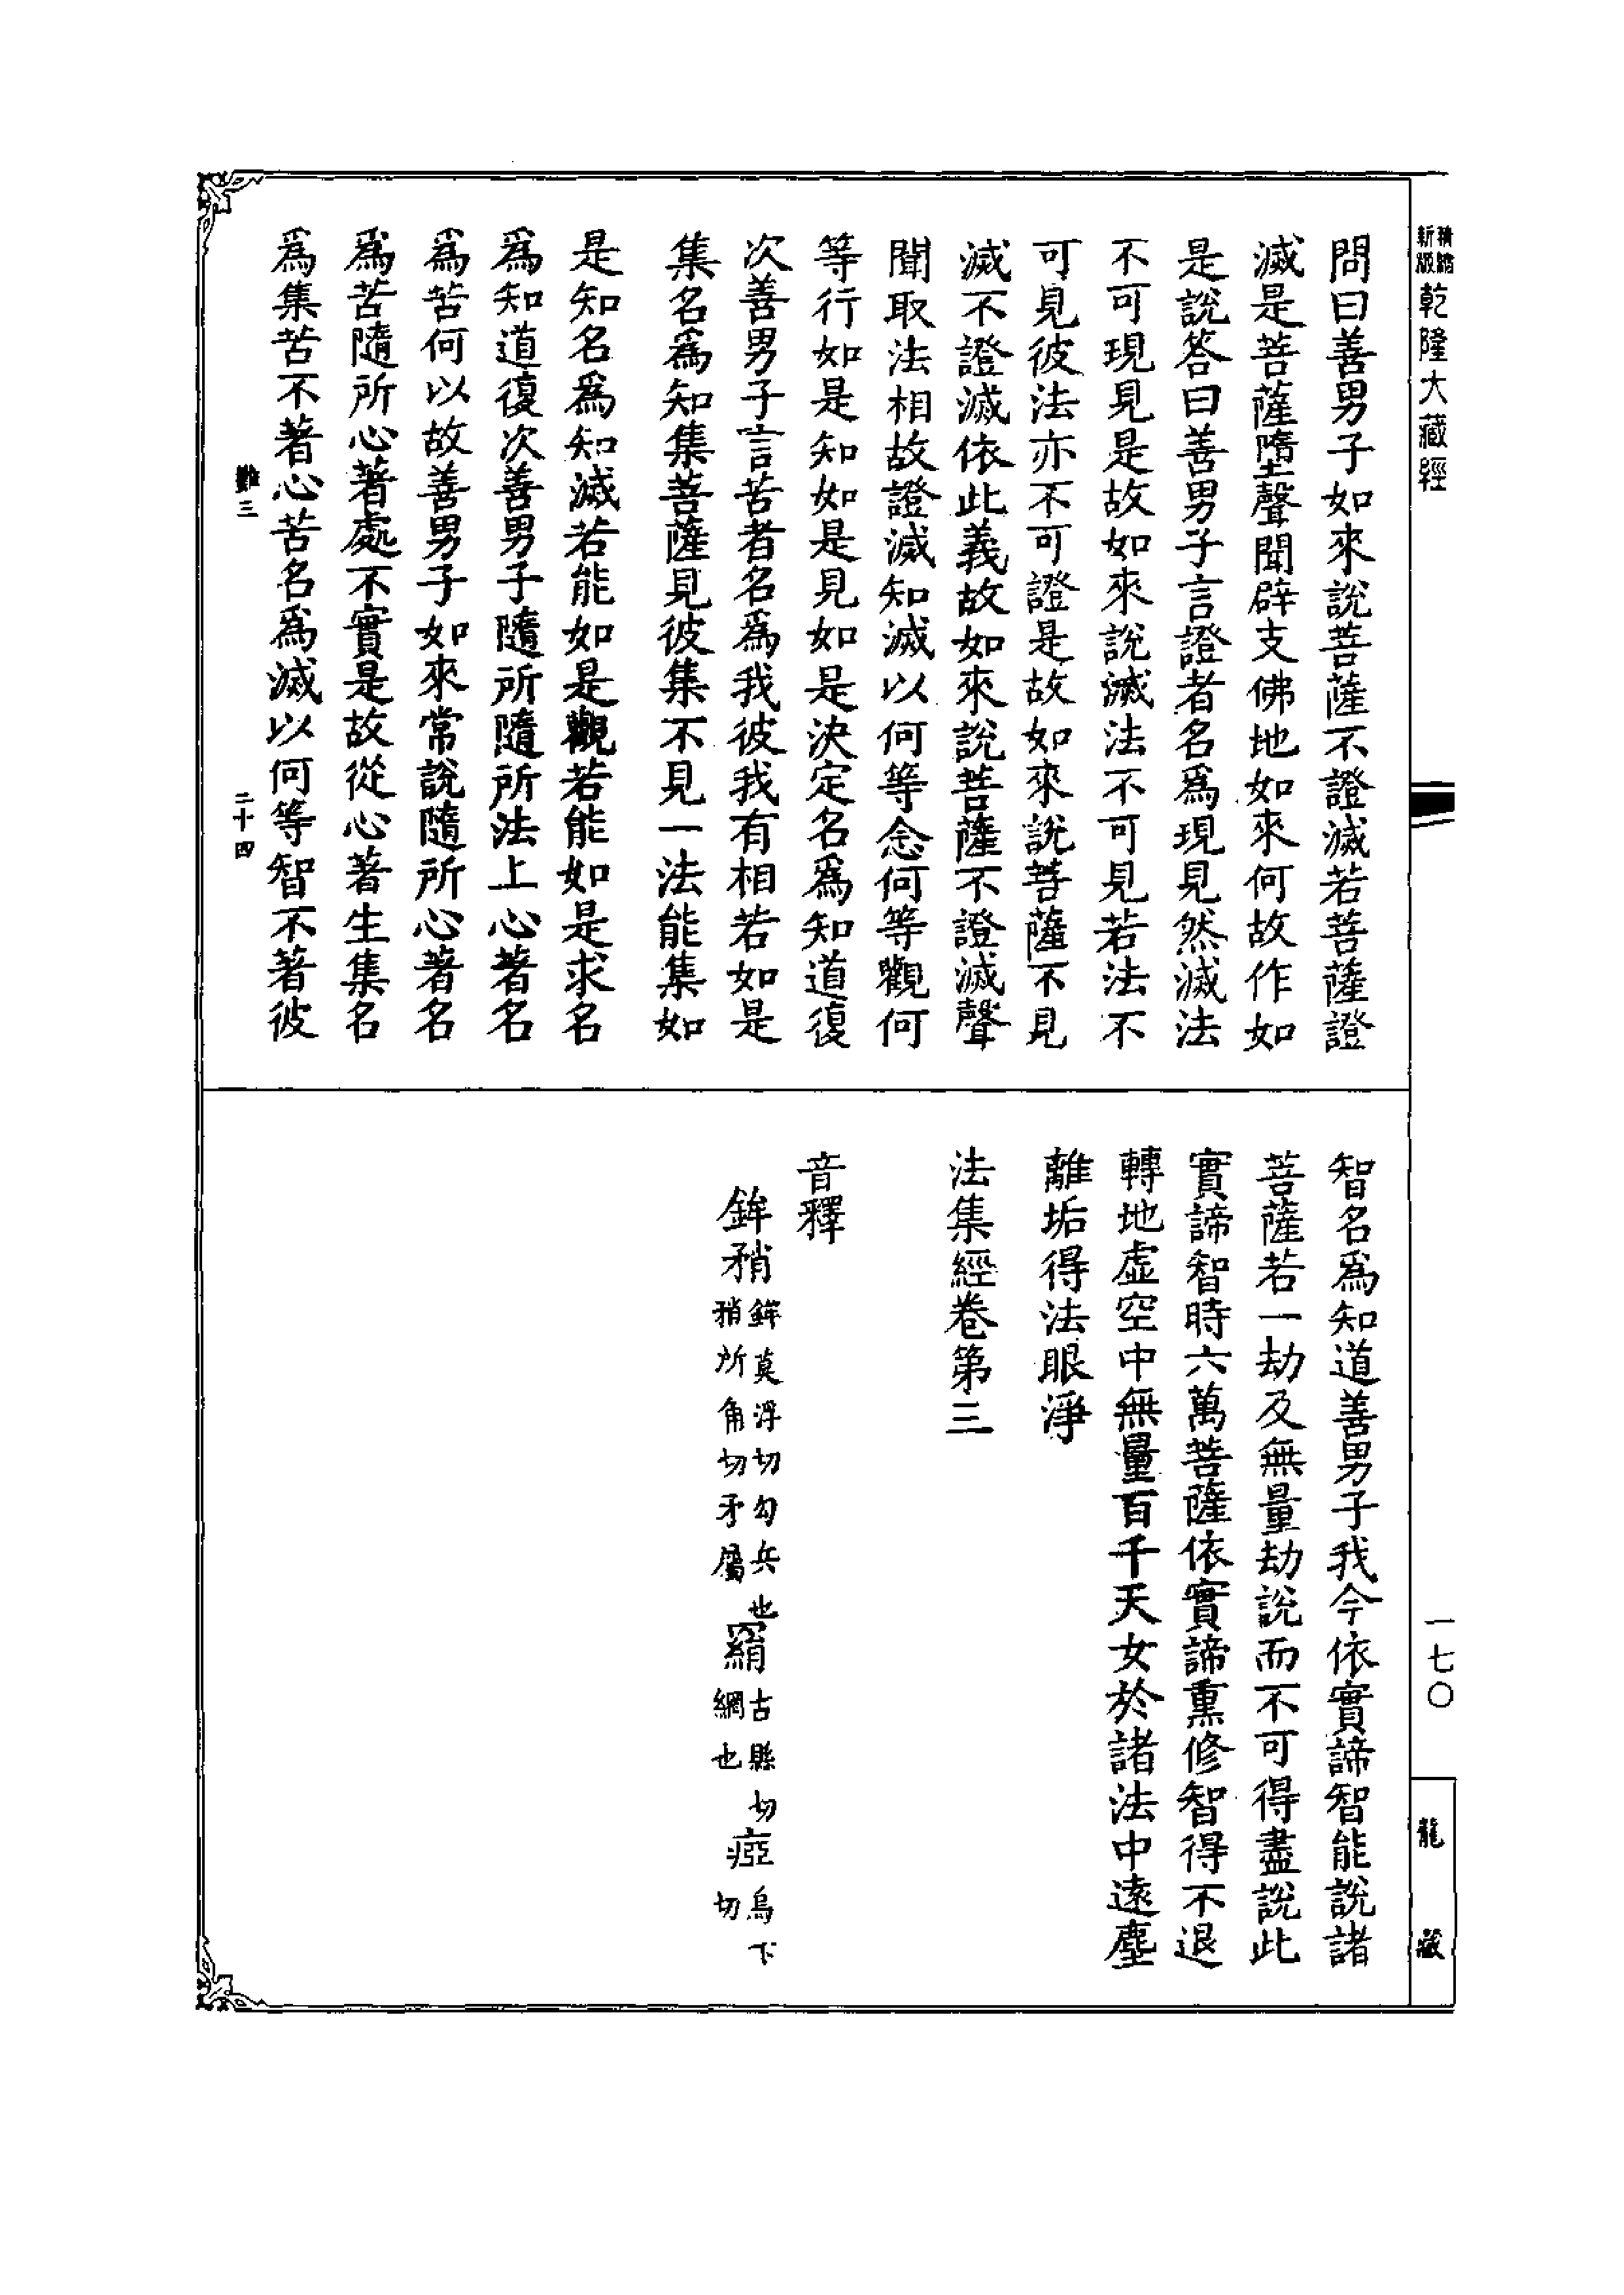 乾隆大藏經
一七〇
龍藏
問曰善男子如來說菩薩不證滅若菩薩證
滅是菩薩墮聲聞辟支佛地如來何故作如
是說答曰善男子言證者名為現見然滅法
不可現見是故如來說滅法不可見若法不
可見彼法亦不可證是故如來說菩薩不見
滅不證滅依此義故如來說菩薩不證滅聲
聞取法相故證滅知滅以何等念何等觀何
等行如是知如是見如是決定名為知道復
次善男子言苦者名為我彼我有相若如是
集名為知集菩薩見彼集不見一法能集如
是知名為知滅若能如是觀若能如是求名
為知道復次善男子隨所隨所法上心著名
為苦何以故善男子如來常說隨所心著名
為苦隨所心著處不實是故從心著生集名
為集苦不著心苦名為滅以何等智不著彼
難三
二十四
智名為知道善男子我今依實諦智能說諸
菩薩若一劫及無量劫說而不可得盡說此
實諦智時六萬菩薩依實諦熏修智得不退
轉地虛空中無量百千天女於諸法中遠塵
離垢得法眼淨
法集經卷第三
音釋
鉾矟 鉾莫浮切勾兵也矟所角切矛屬 羂 古縣切網也 瘂 烏下切